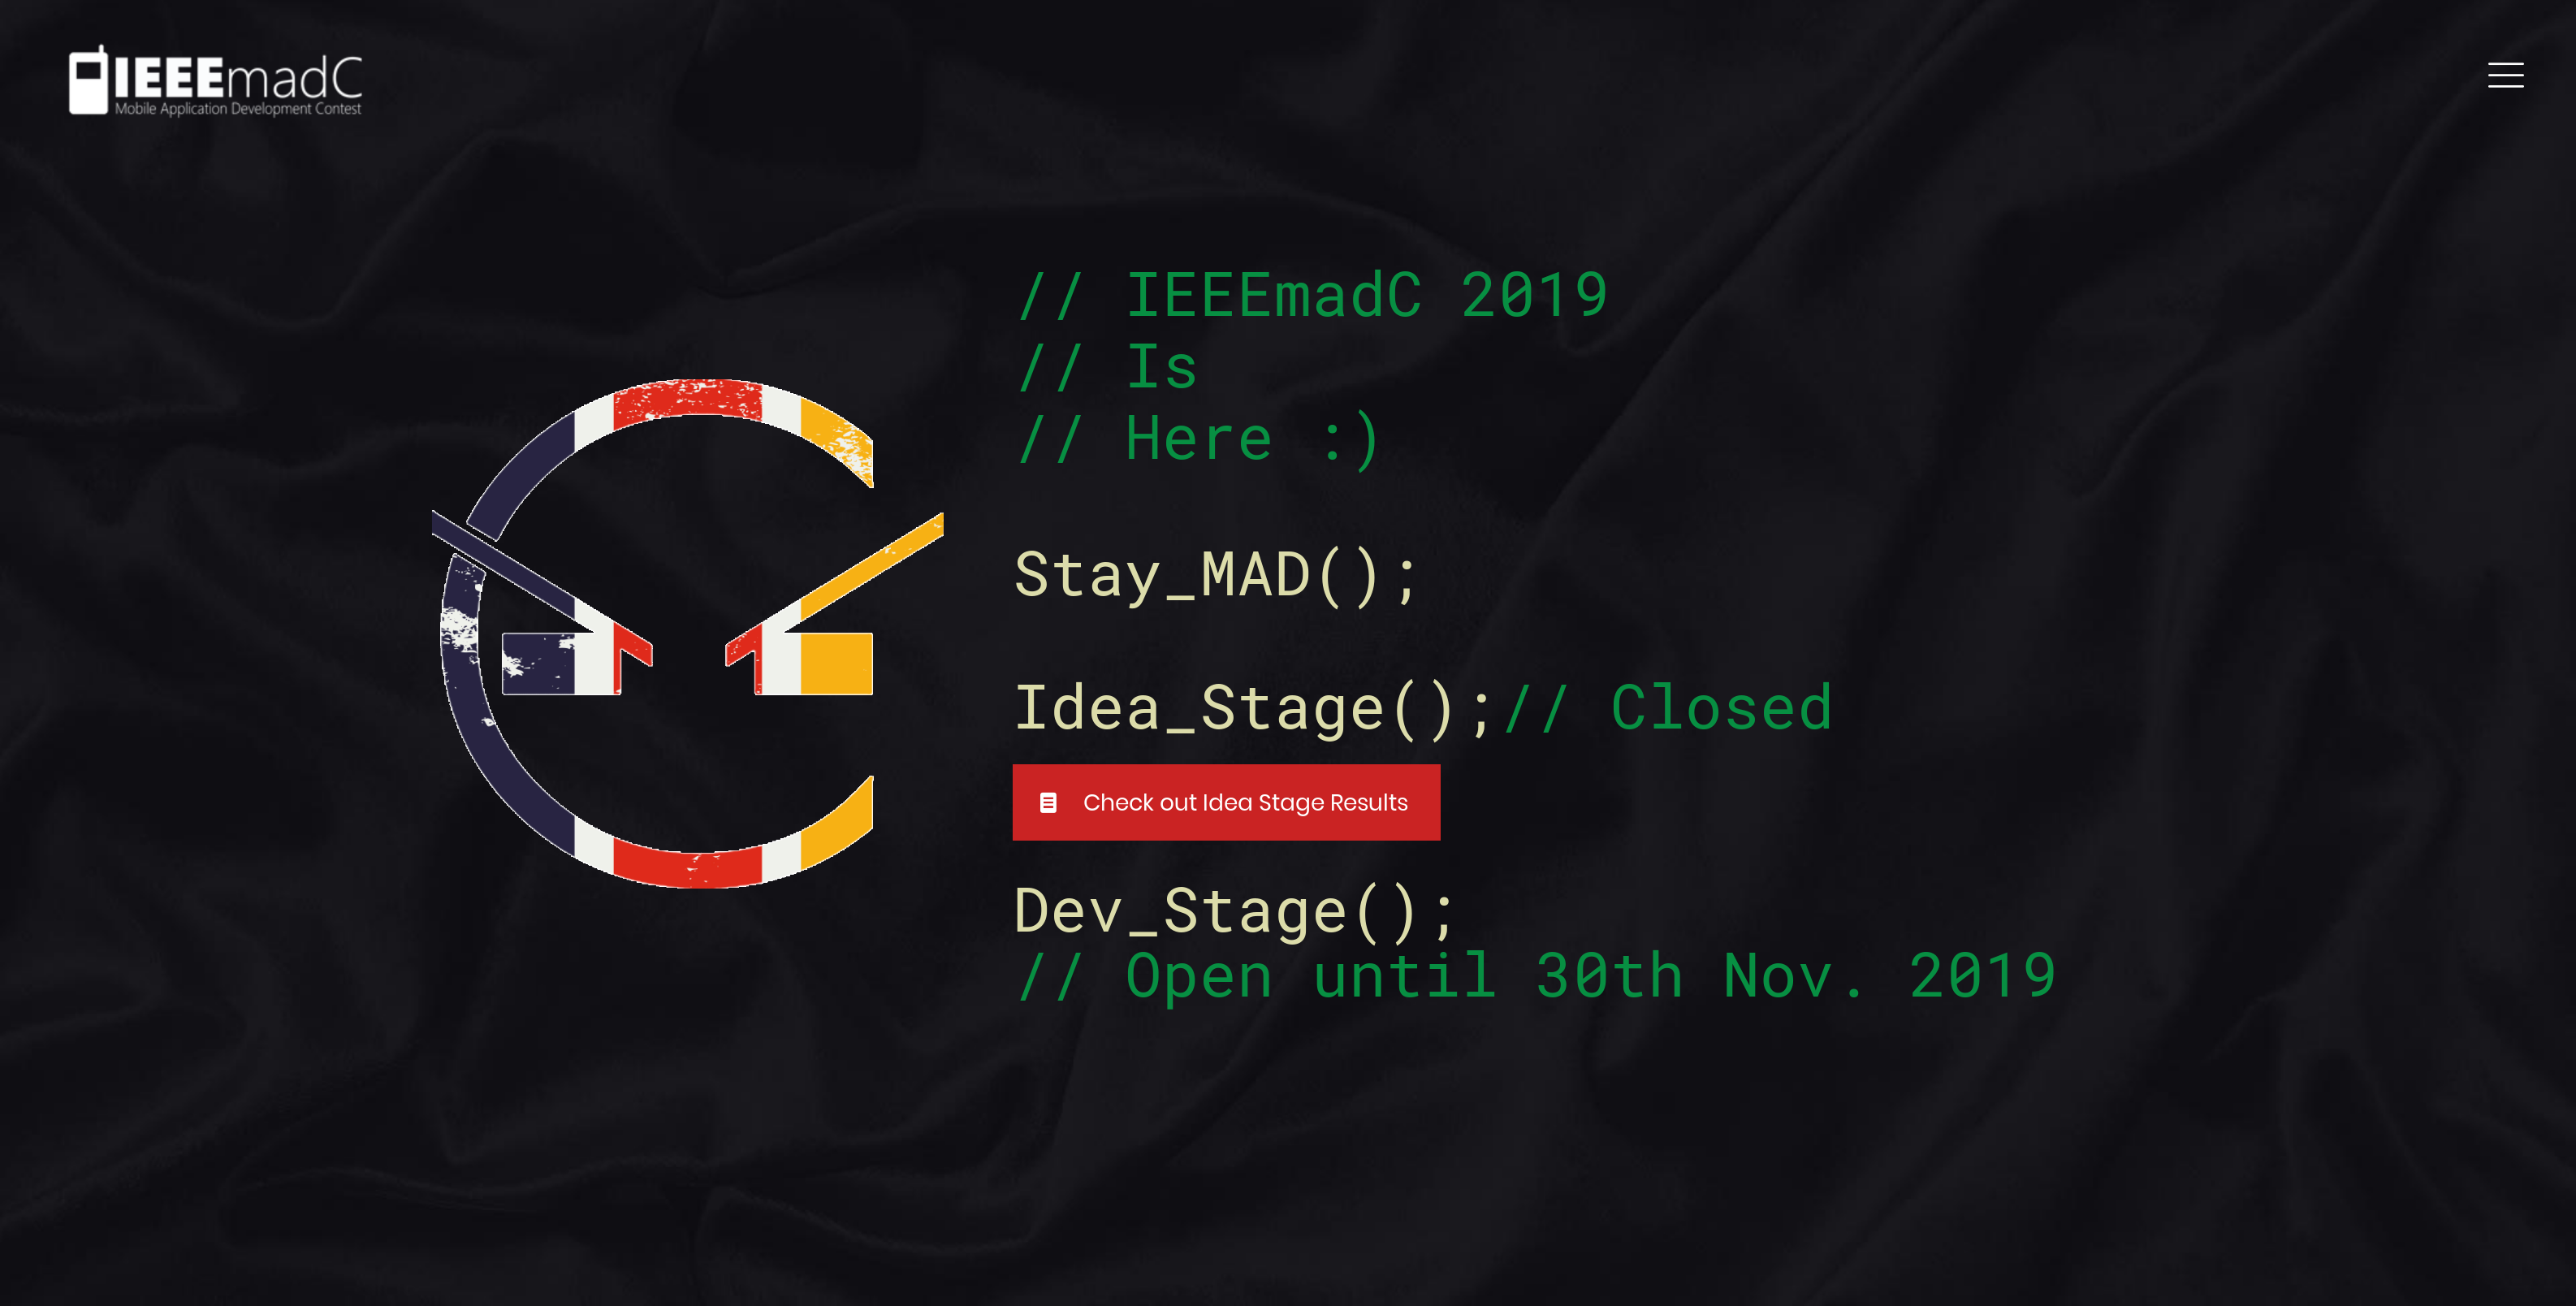 IEEEmadC
Mobile Application Development Contest
// IEEEmadC 2019
// Is
// Here :)
Stay_MAD();
Idea_Stage();// Closed
Check out Idea Stage Results
Dev_Stage();
// Open until 30th Nov. 2019